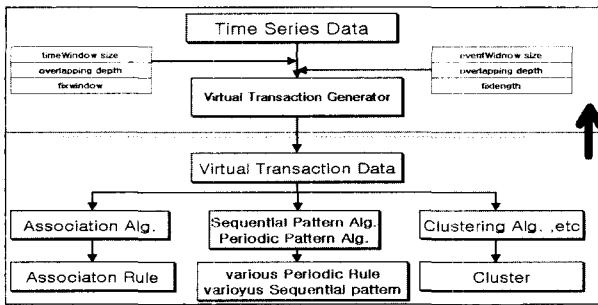 Time Series Data
timeWindow size
overlapping depth
fixwindow
eventWidnow size
overlapping depth
fixlength
Virtual Transaction Generator
Virtual Transaction Data
Association Alg.
Sequential Pattern Alg.
Periodic Pattern Alg.
Clustering Alg. ,etc
Associaton Rule
various Periodic Rule
varioyus Sequential pattern
Cluster